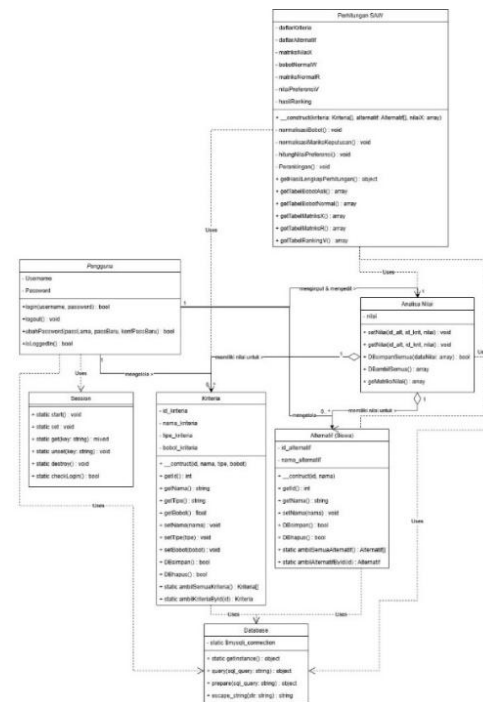 Perhitungan SAW
- daftarKriteria
- daftarAlternatif
- matriksNilaiX
- bobotNormalW
- matriksNormalR
- nilaiPreferensiV
- hasilRanking
+ __construct(kriteria: Kriteria[], alternatif: Alternatif[], nilaiX: array)
- normalisasiBobot() : void
- normalisasiMatriksKeputusan() : void
- hitungNilaiPreferensi() : void
- Perankingan() : void
+ getHasilLengkapPerhitungan() : object
+ getTabelBobotAsli() : array
+ getTabelBobotNormal() : array
+ getTabelMatriksX() : array
+ getTabelMatriksR() : array
+ getTabelRankingV() : array
Uses
Uses
Pengguna
- Username
- Password
+login(username, password) : bool
+logout() : void
+ubahPassword(passLama, passBaru, konfPassBaru) : bool
+isLoggedIn() : bool
1
1
menginput & mengedit
1
Analisa Nilai
- nilai
+ setNilai(id_alt, id_krit, nilai) : void
+ getNilai(id_alt, id_krit, nilai) : void
+ DBsimpanSemua(dataNilai: array) : bool
+ DBambilSemua() : array
+ getMatriksNilai() : array
Uses
memiliki nilai untuk
1
mengelola
0..*
mengelola
0..*
memiliki nilai untuk
1
Session
+ static start() : void
+ static set : void
+ static get(key: string) : mixed
+ static unset(key: string) : void
+ static destroy() : void
+ static checkLogin() : bool
Kriteria
- id_kriteria
- nama_kriteria
- tipe_kriteria
- bobot_kriteria
+ __contruct(id, nama, tipe, bobot)
+ getId() : int
+ getNama() : string
+ getTipe() : string
+ getBobot() : float
+ setNama(nama) : void
+ setTipe(tipe) : void
+ setBobot(bobot) : void
+ DBsimpan() : bool
+ DBhapus() : bool
+ static ambilSemuaKriteria() : Kriteria[]
+ static ambilKriteriaById(id) : Kriteria
Alternatif (Siswa)
- id_alternatif
- nama_alternatif
+ __construct(id, nama)
+ getId() : int
+ getNama() : string
+ setNama(nama) : void
+ DBsimpan() : bool
+ DBhapus() : bool
+ static ambilSemuaAlternatif() : Alternatif[]
+ static ambilAlternatifById(id) : Alternatif
Uses
Uses
Uses
Uses
Database
- static $mysqli_connection
+ static getInstance() : object
+ query(sql_query: string) : object
+ prepare(sql_query: string) : object
+ escape_string(str: string) : string